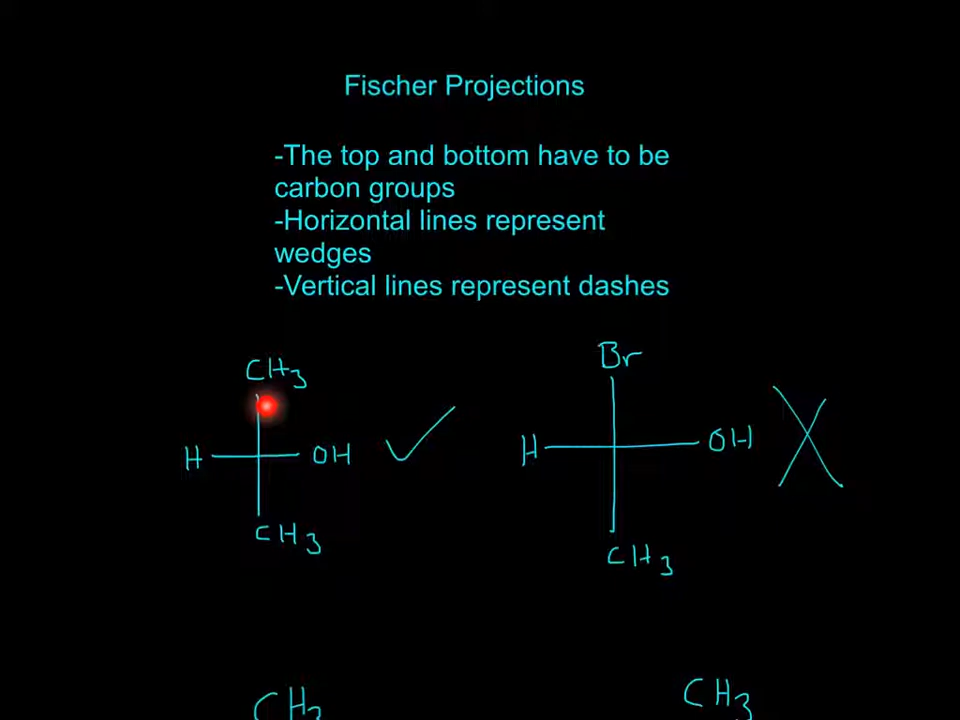 Fischer Projections
-The top and bottom have to be
carbon groups
-Horizontal lines represent
wedges
-Vertical lines represent dashes
CH3 Br
H OH H OH
CH3 CH3
CH3 CH3